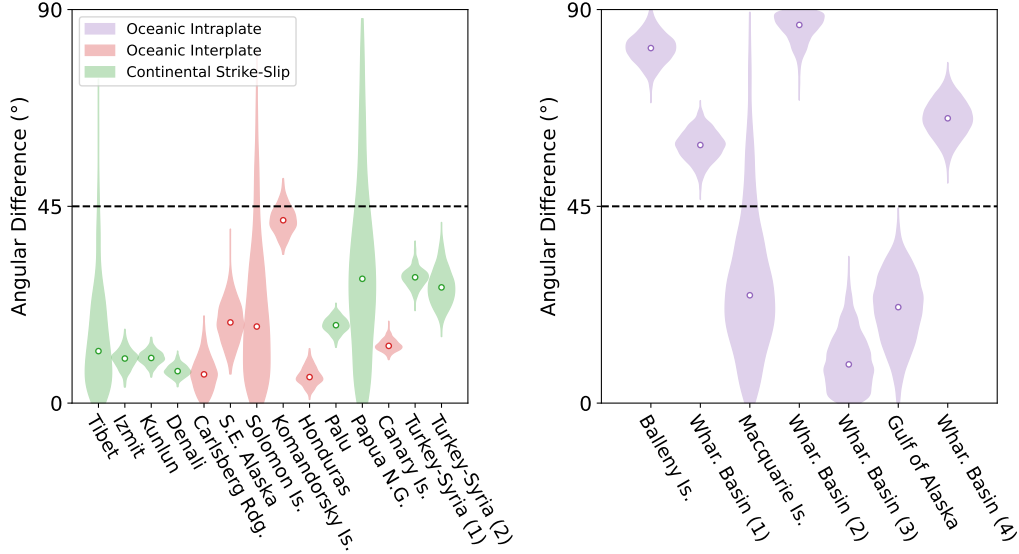 90
45
0
Angular Difference (°)
Oceanic Intraplate
Oceanic Interplate
Continental Strike-Slip
Tibet
Izmit
Kunlun
Denali
Carlsberg Rdg.
S.E. Alaska
Solomon Is.
Komandorsky Is.
Honduras
Palu
Papua N.G.
Canary Is.
Turkey-Syria (1)
Turkey-Syria (2)
90
45
0
Angular Difference (°)
Balleny Is.
Whar. Basin (1)
Macquarie Is.
Whar. Basin (2)
Whar. Basin (3)
Gulf of Alaska
Whar. Basin (4)